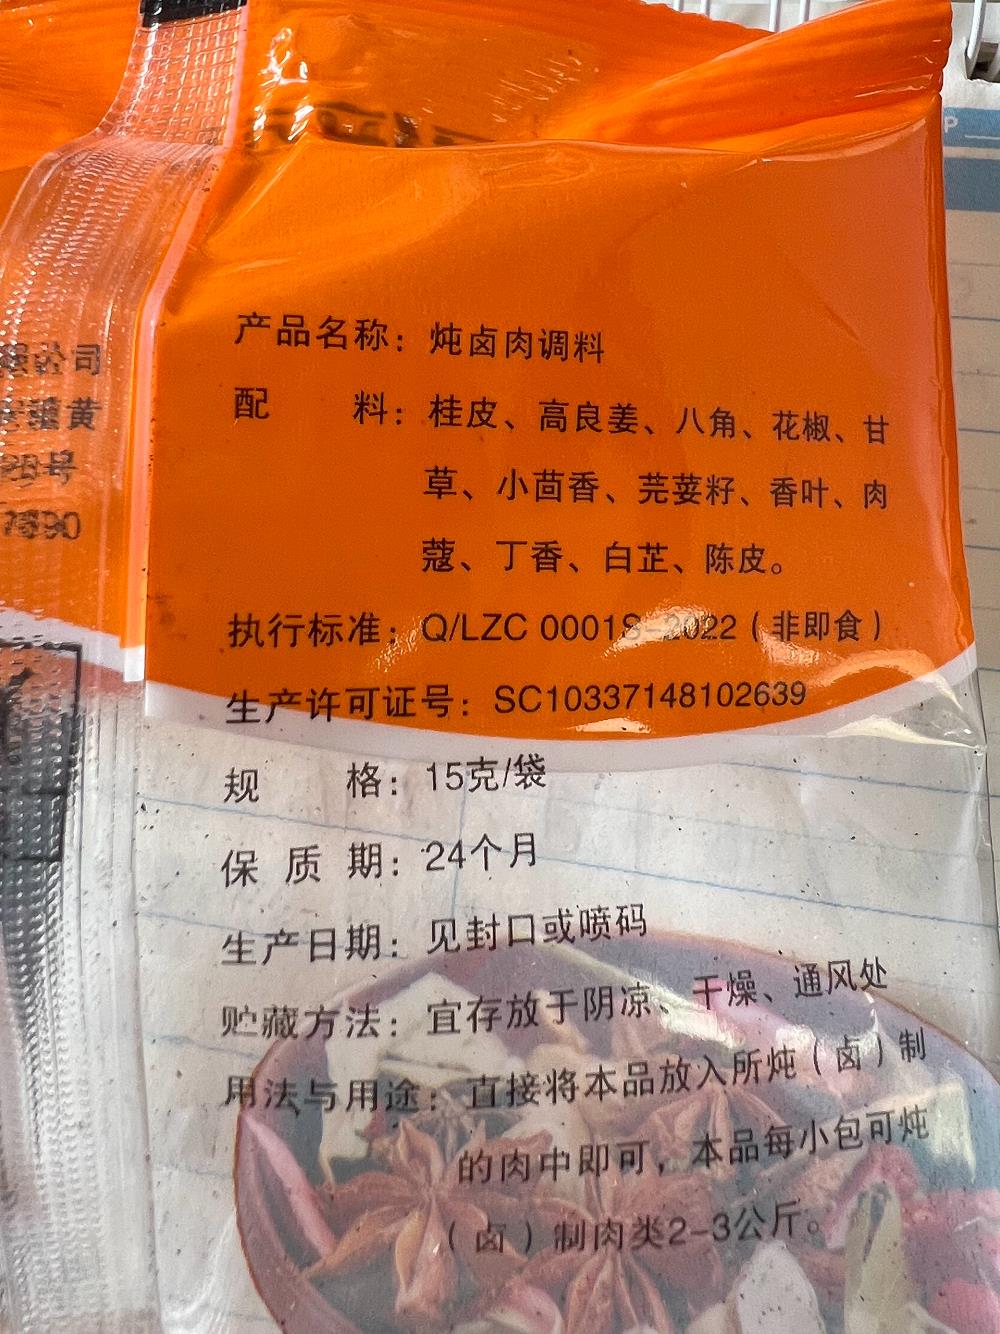 产品名称：炖卤肉调料
配　　料：桂皮、高良姜、八角、花椒、甘
草、小茴香、芫荽籽、香叶、肉
蔻、丁香、白芷、陈皮。
执行标准：Q/LZC 0001S-2022（非即食）
生产许可证号：SC10337148102639
规　　格：15克/袋
保 质 期：24个月
生产日期：见封口或喷码
贮藏方法：宜存放于阴凉、干燥、通风处
用法与用途：直接将本品放入所炖（卤）制
的肉中即可，本品每小包可炖
（卤）制肉类2-3公斤。
公司
黄
号
90